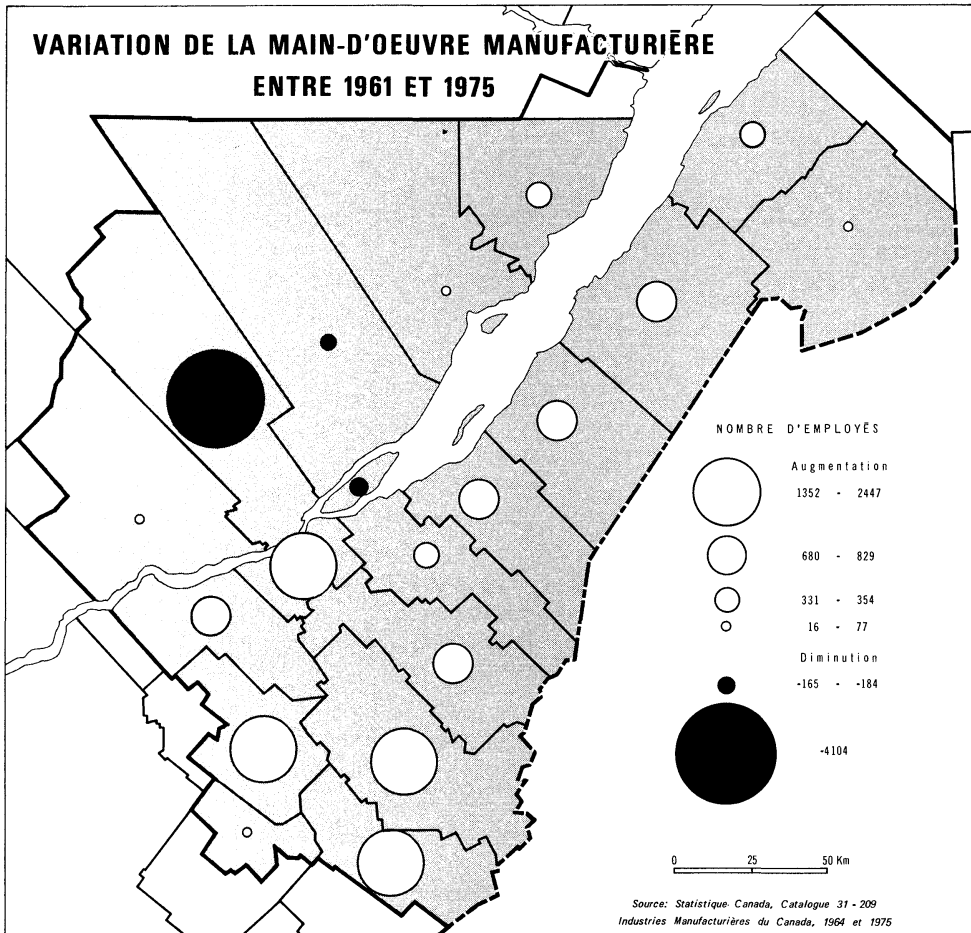 VARIATION DE LA MAIN-D'OEUVRE MANUFACTURIĒRE
ENTRE 1961 ET 1975
NOMBRE D'EMPLOYĒS
Augmentation
1352 - 2447
680 - 829
331 - 354
16 - 77
Diminution
-165 - -184
-4104
0 25 50 Km
Source: Statistique Canada, Catalogue 31 - 209
Industries Manufacturières du Canada, 1964 et 1975